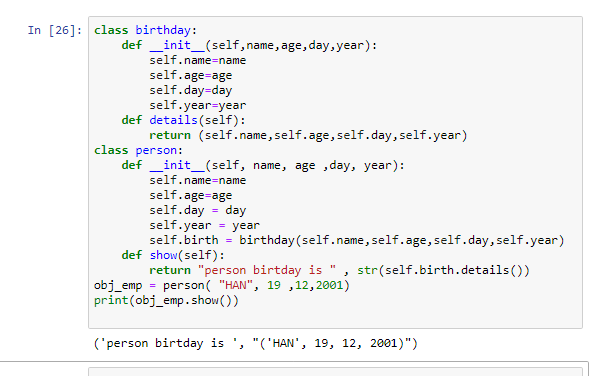 In [26]: class birthday:
    def __init__(self,name,age,day,year):
        self.name=name
        self.age=age
        self.day=day
        self.year=year
    def details(self):
        return (self.name,self.age,self.day,self.year)
class person:
    def __init__(self, name, age ,day, year):
        self.name=name
        self.age=age
        self.day = day
        self.year = year
        self.birth = birthday(self.name,self.age,self.day,self.year)
    def show(self):
        return "person birtday is " , str(self.birth.details())
obj_emp = person( "HAN", 19 ,12,2001)
print(obj_emp.show())
('person birtday is ', "('HAN', 19, 12, 2001)")